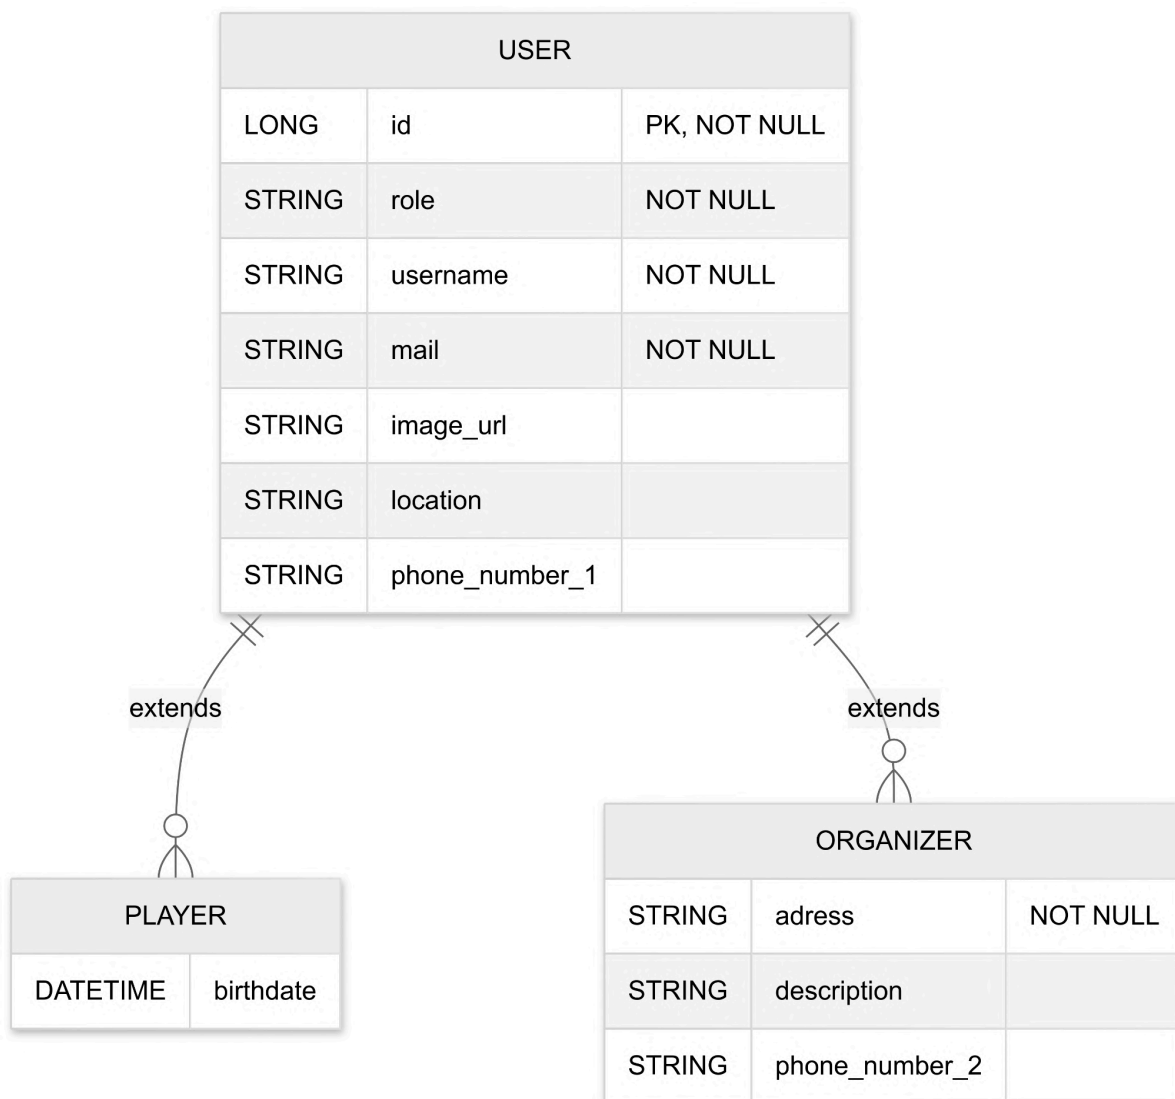 USER
LONG id PK, NOT NULL
STRING role NOT NULL
STRING username NOT NULL
STRING mail NOT NULL
STRING image_url
STRING location
STRING phone_number_1
extends
extends
PLAYER
DATETIME birthdate
ORGANIZER
STRING adress NOT NULL
STRING description
STRING phone_number_2